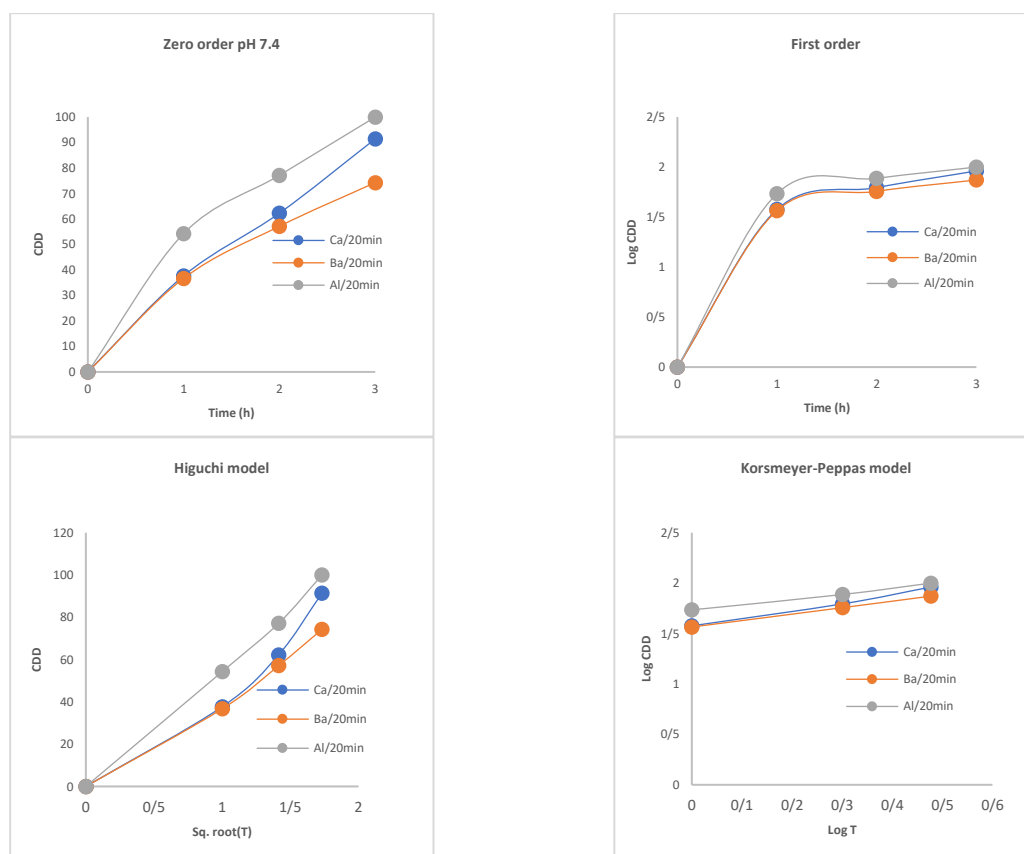 Zero order pH 7.4
CDD
100
90
80
70
60
50
40
30
20
10
0
0 1 2 3
Time (h)
Ca/20min
Ba/20min
Al/20min
First order
Log CDD
2/5
2
1/5
1
0/5
0
0 1 2 3
Ca/20min
Ba/20min
Al/20min
Higuchi model
CDD
120
100
80
60
40
20
0
0 0/5 1 1/5 2
Sq. root(T)
Ca/20min
Ba/20min
Al/20min
Korsmeyer-Peppas model
Log CDD
2/5
2
1/5
1
0/5
0
0 0/1 0/2 0/3 0/4 0/5 0/6
Log T
Ca/20min
Ba/20min
Al/20min